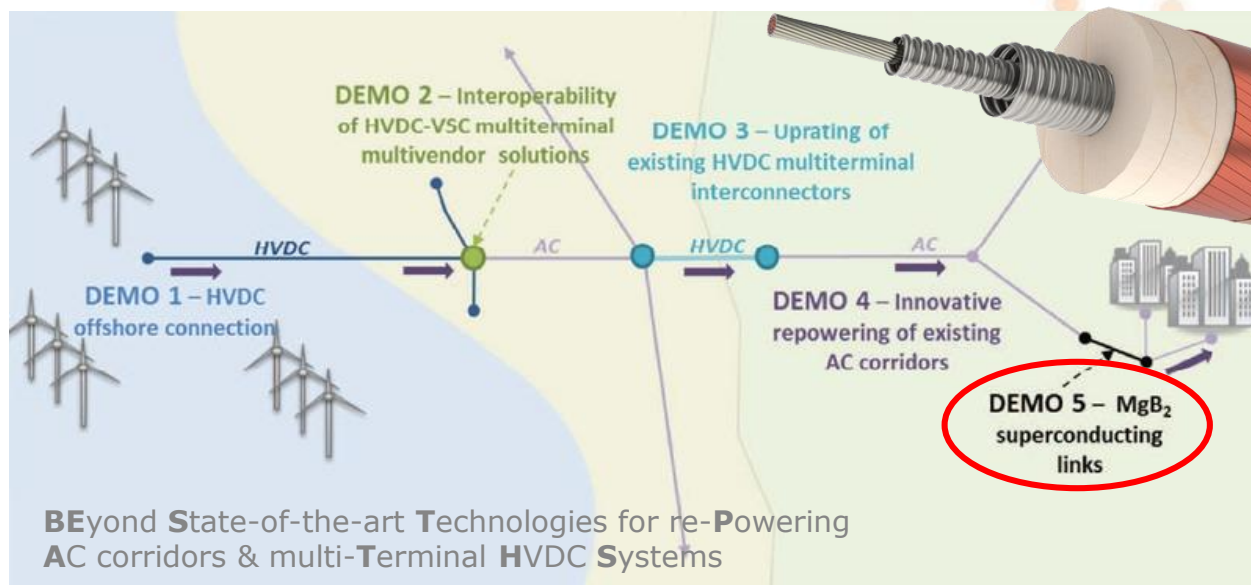 DEMO 2 – Interoperability
of HVDC-VSC multiterminal
multivendor solutions
DEMO 3 – Uprating of
existing HVDC multiterminal
interconnectors
HVDC
AC
HVDC
AC
DEMO 1 – HVDC
offshore connection
DEMO 4 – Innovative
repowering of existing
AC corridors
DEMO 5 – MgB₂
superconducting
links
BEyond State-of-the-art Technologies for re-Powering
AC corridors & multi-Terminal HVDC Systems